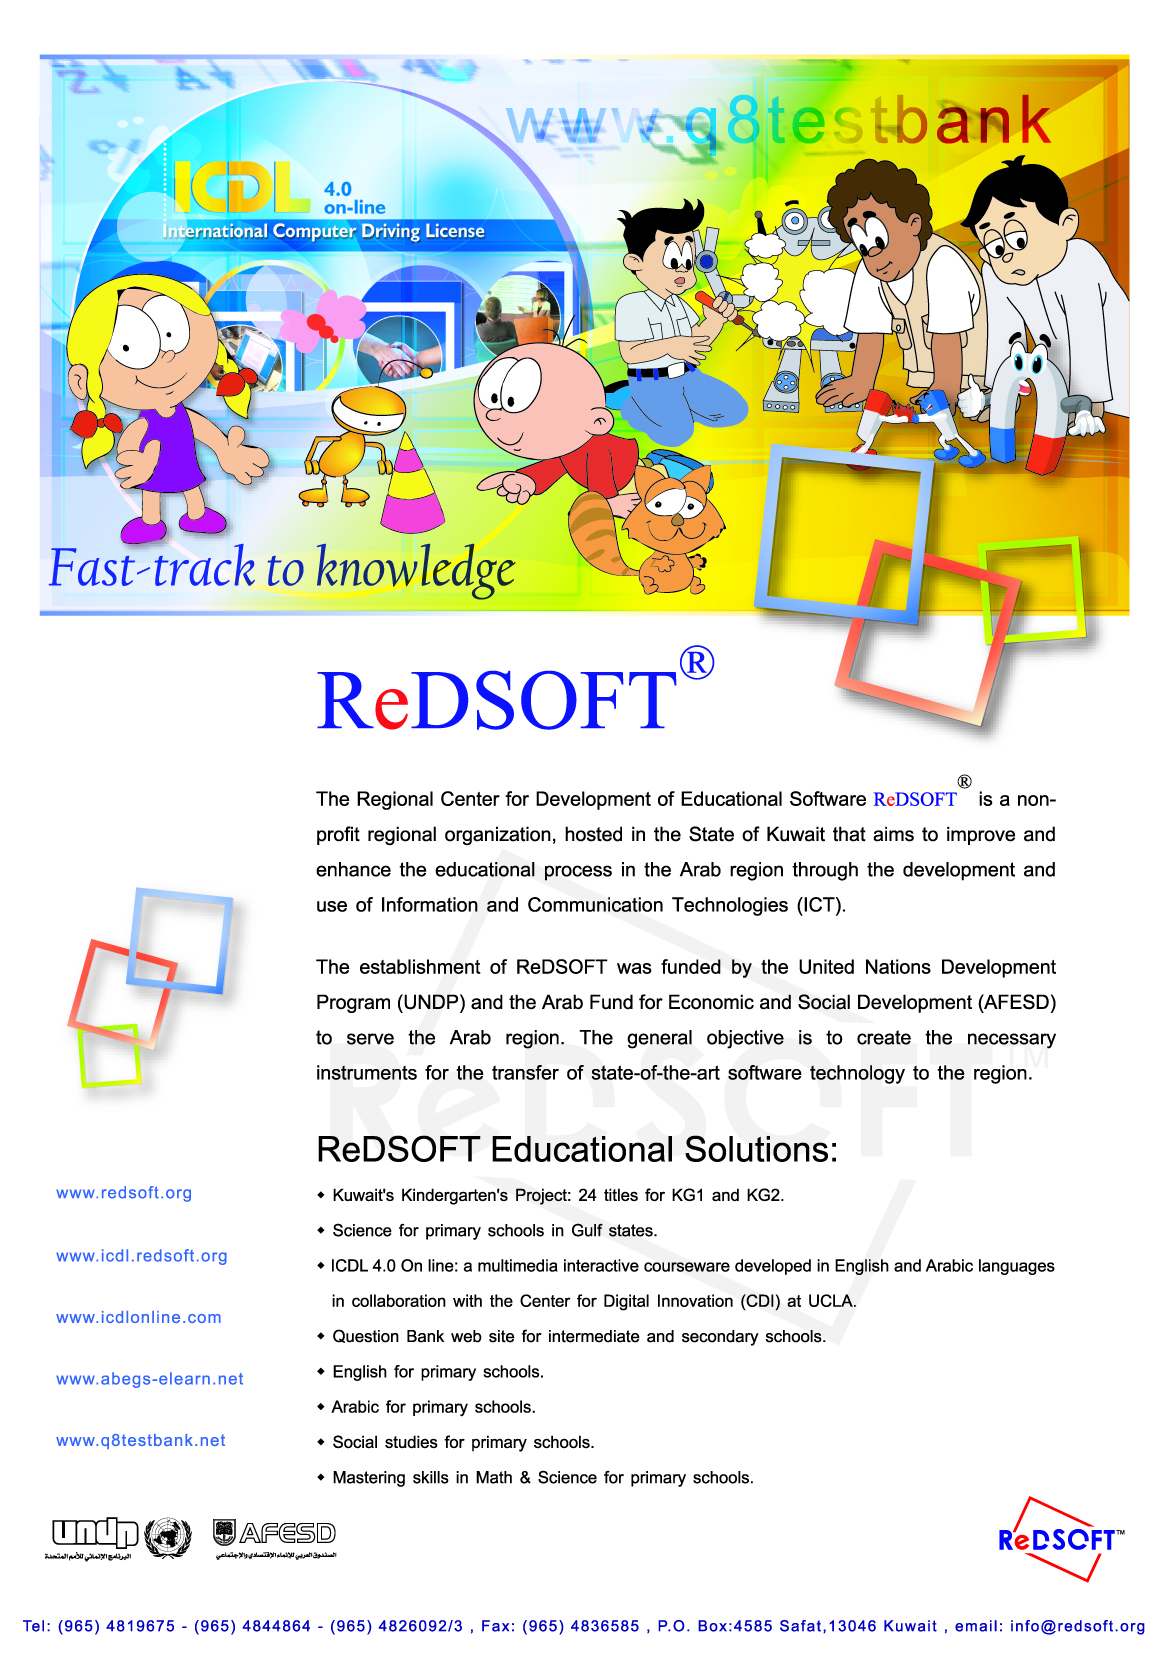 www.q8testbank
ICDL
4.0
on-line
International Computer Driving License
Fast-track to knowledge
ReDSOFT®
The Regional Center for Development of Educational Software ReDSOFT® is a non-
profit regional organization, hosted in the State of Kuwait that aims to improve and
enhance the educational process in the Arab region through the development and
use of Information and Communication Technologies (ICT).
The establishment of ReDSOFT was funded by the United Nations Development
Program (UNDP) and the Arab Fund for Economic and Social Development (AFESD)
to serve the Arab region. The general objective is to create the necessary
instruments for the transfer of state-of-the-art software technology to the region.
ReDSOFT TM
ReDSOFT Educational Solutions:
◆ Kuwait's Kindergarten's Project: 24 titles for KG1 and KG2.
◆ Science for primary schools in Gulf states.
◆ ICDL 4.0 On line: a multimedia interactive courseware developed in English and Arabic languages
in collaboration with the Center for Digital Innovation (CDI) at UCLA.
◆ Question Bank web site for intermediate and secondary schools.
◆ English for primary schools.
◆ Arabic for primary schools.
◆ Social studies for primary schools.
◆ Mastering skills in Math & Science for primary schools.
www.redsoft.org
www.icdl.redsoft.org
www.icdlonline.com
www.abegs-elearn.net
www.q8testbank.net
undp
البرنامج الإنمائي للأمم المتحدة
AFESD
الصندوق العربي للإنماء الإقتصادي والإجتماعي
ReDSOFT™
Tel: (965) 4819675 - (965) 4844864 - (965) 4826092/3 , Fax: (965) 4836585 , P.O. Box:4585 Safat,13046 Kuwait , email: info@redsoft.org